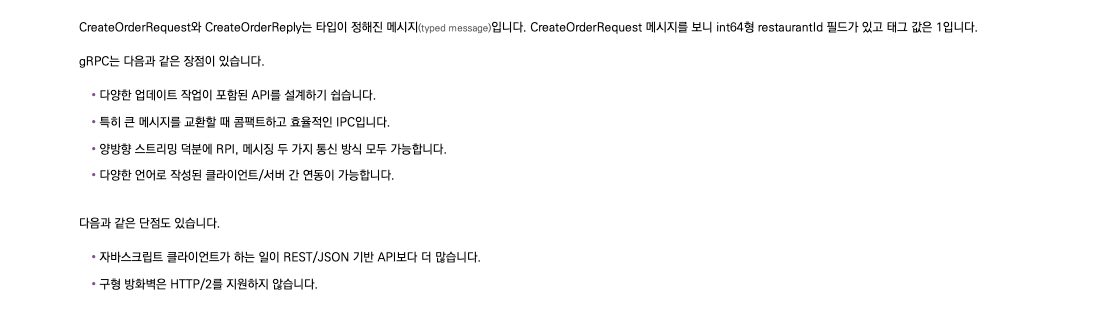 CreateOrderRequest와 CreateOrderReply는 타입이 정해진 메시지(typed message)입니다. CreateOrderRequest 메시지를 보니 int64형 restaurantId 필드가 있고 태그 값은 1입니다.
gRPC는 다음과 같은 장점이 있습니다.
• 다양한 업데이트 작업이 포함된 API를 설계하기 쉽습니다.
• 특히 큰 메시지를 교환할 때 콤팩트하고 효율적인 IPC입니다.
• 양방향 스트리밍 덕분에 RPI, 메시징 두 가지 통신 방식 모두 가능합니다.
• 다양한 언어로 작성된 클라이언트/서버 간 연동이 가능합니다.
다음과 같은 단점도 있습니다.
• 자바스크립트 클라이언트가 하는 일이 REST/JSON 기반 API보다 더 많습니다.
• 구형 방화벽은 HTTP/2를 지원하지 않습니다.